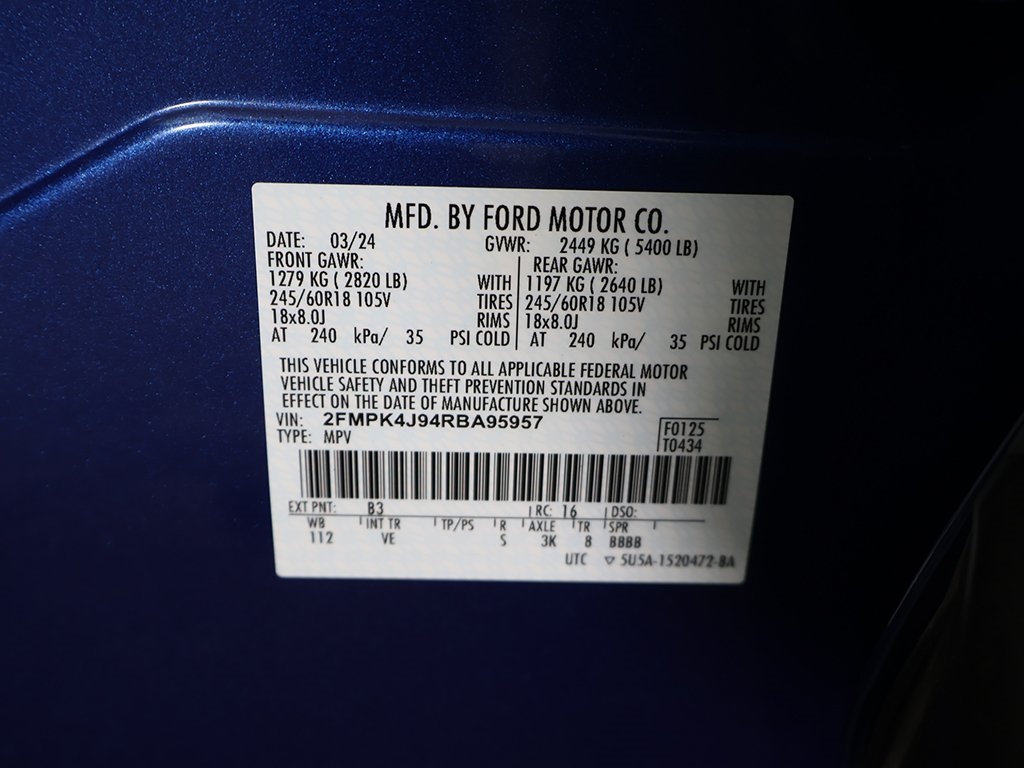 MFD. BY FORD MOTOR CO.
DATE: 03/24 GVWR: 2449 KG ( 5400 LB)
FRONT GAWR: REAR GAWR:
1279 KG ( 2820 LB) WITH 1197 KG ( 2640 LB) WITH
245/60R18 105V TIRES 245/60R18 105V TIRES
18x8.0J RIMS 18x8.0J RIMS
AT 240 kPa/ 35 PSI COLD AT 240 kPa/ 35 PSI COLD
THIS VEHICLE CONFORMS TO ALL APPLICABLE FEDERAL MOTOR
VEHICLE SAFETY AND THEFT PREVENTION STANDARDS IN
EFFECT ON THE DATE OF MANUFACTURE SHOWN ABOVE.
VIN: 2FMPK4J94RBA95957 F0125
TYPE: MPV T0434
EXT PNT: B3 RC: 16 DSO:
WB INT TR TP/PS R AXLE TR SPR
112 VE S 3K 8 BBBB
UTC ▽ 5U5A-1520472-BA